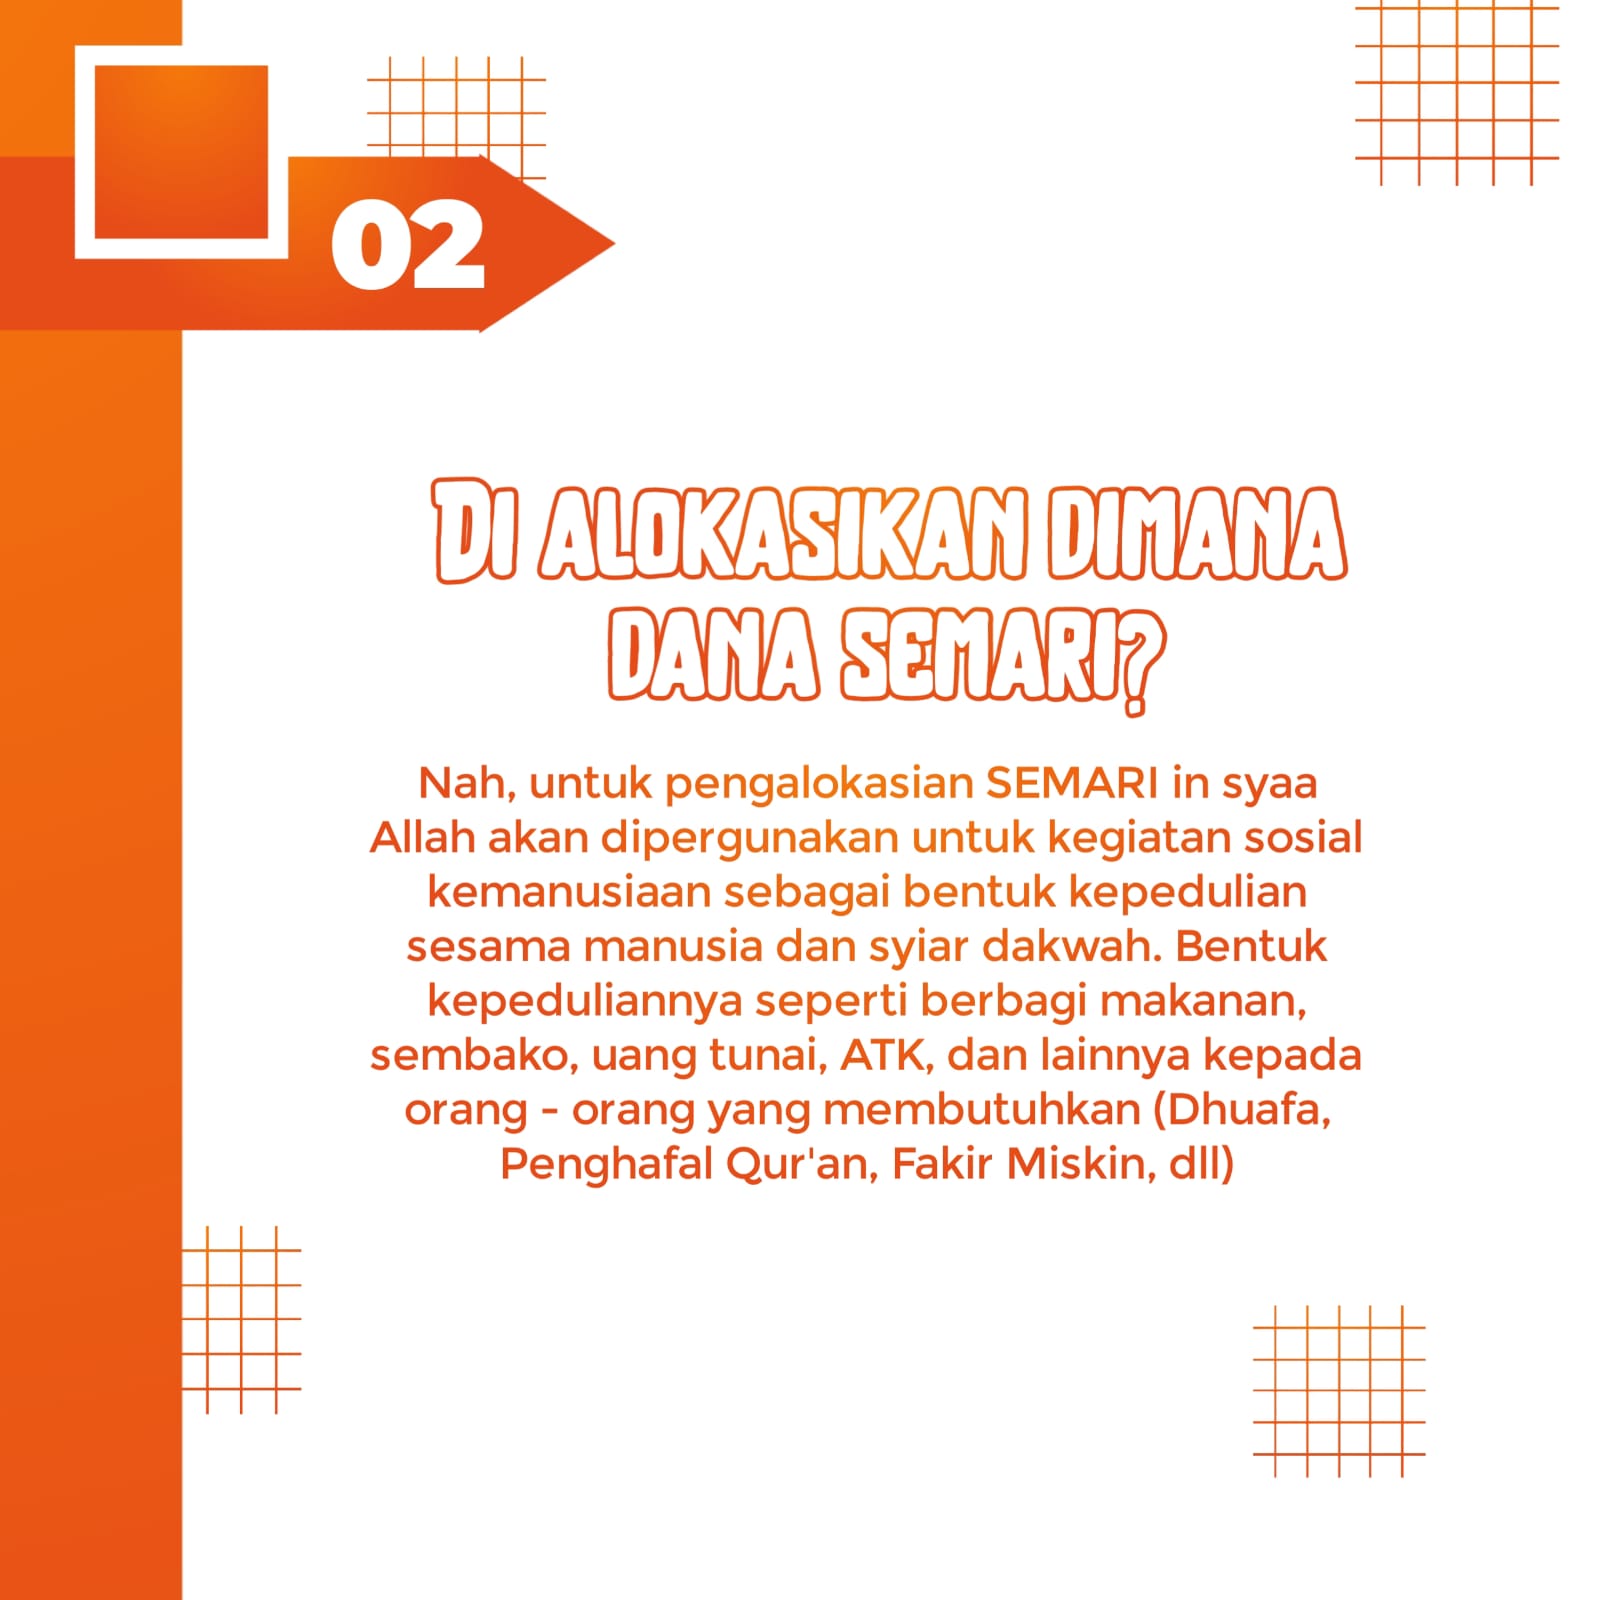 02
Di ALOKASIKAN DIMANA
DANA SEMARI?
Nah, untuk pengalokasian SEMARI in syaa
Allah akan dipergunakan untuk kegiatan sosial
kemanusiaan sebagai bentuk kepedulian
sesama manusia dan syiar dakwah. Bentuk
kepeduliannya seperti berbagi makanan,
sembako, uang tunai, ATK, dan lainnya kepada
orang - orang yang membutuhkan (Dhuafa,
Penghafal Qur'an, Fakir Miskin, dll)